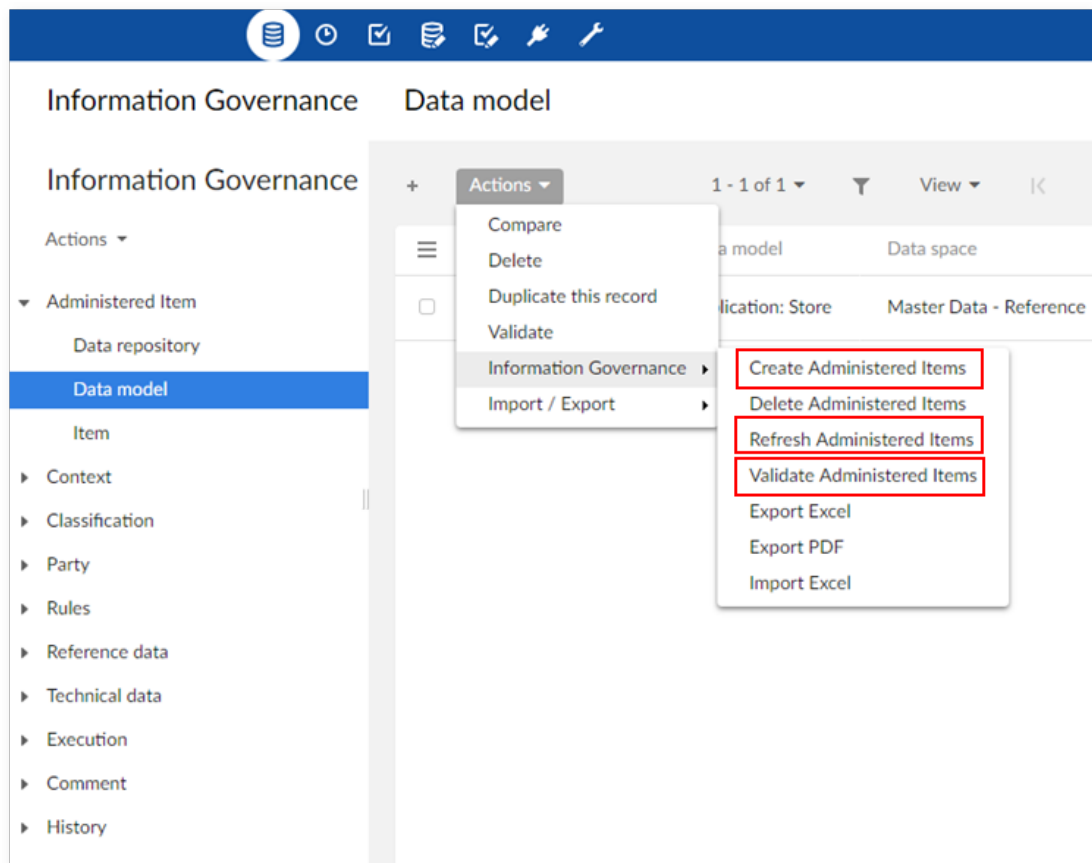 Information Governance
Data model
Information Governance
Actions
Administered Item
Data repository
Data model
Item
Context
Classification
Party
Rules
Reference data
Technical data
Execution
Comment
History
+ Actions 1 - 1 of 1 View
a model Data space
lication: Store Master Data - Reference
Compare
Delete
Duplicate this record
Validate
Information Governance
Import / Export
Create Administered Items
Delete Administered Items
Refresh Administered Items
Validate Administered Items
Export Excel
Export PDF
Import Excel